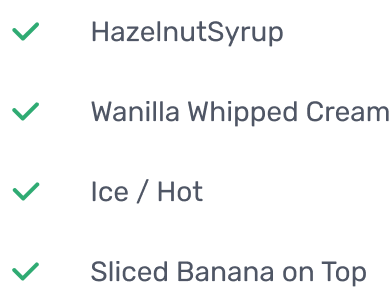 HazelnutSyrup
Wanilla Whipped Cream
Ice / Hot
Sliced Banana on Top